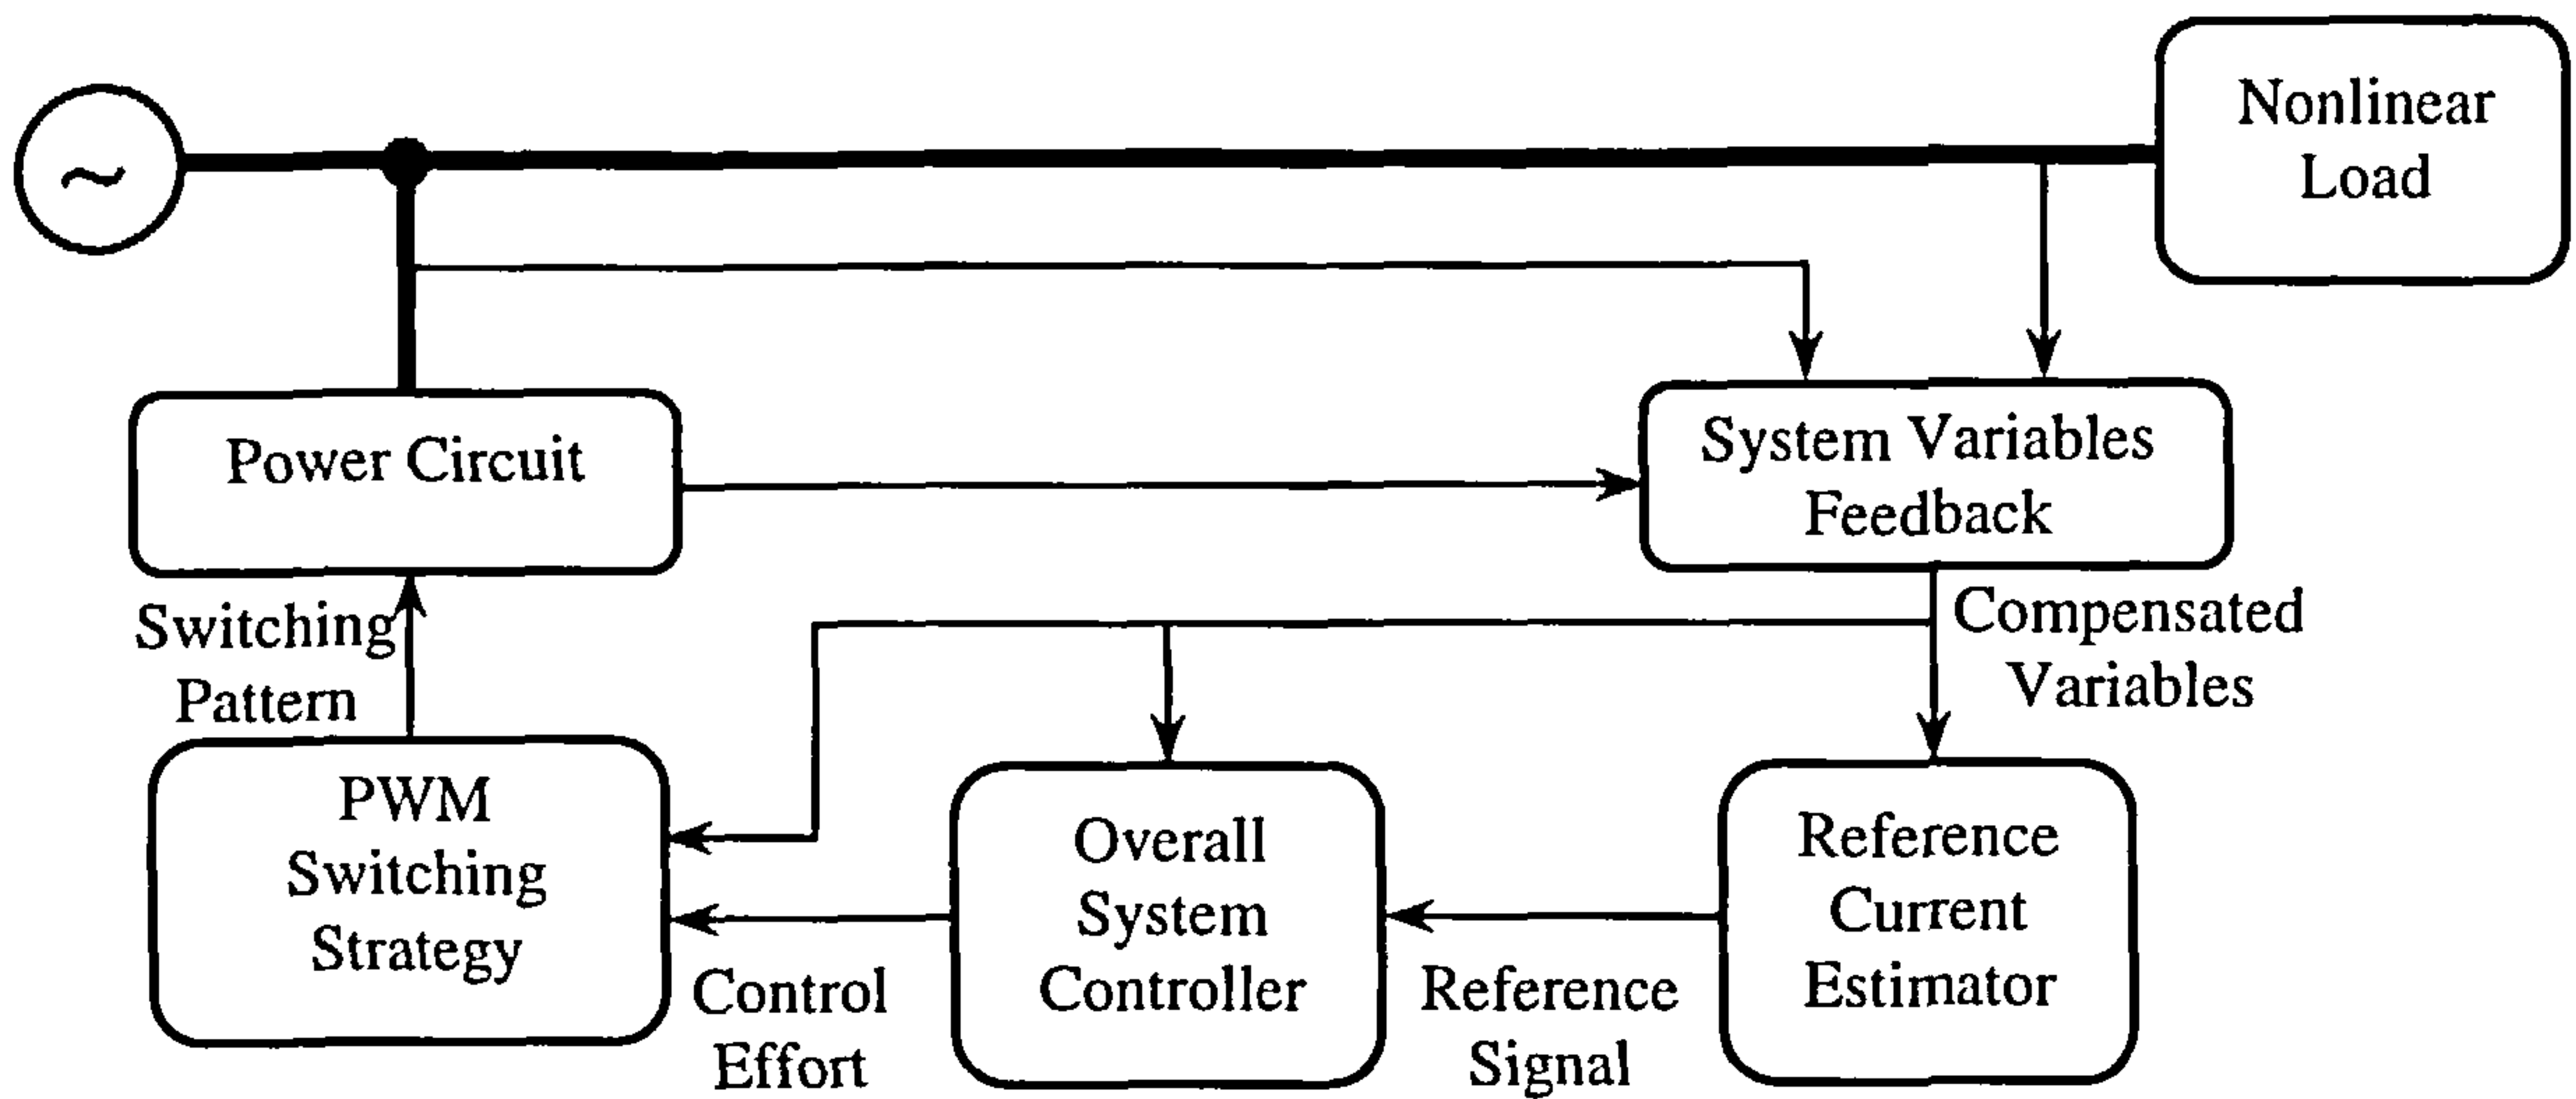 ~
Nonlinear
Load
Power Circuit
System Variables
Feedback
Switching
Pattern
Compensated
Variables
PWM
Switching
Strategy
Control
Effort
Overall
System
Controller
Reference
Signal
Reference
Current
Estimator